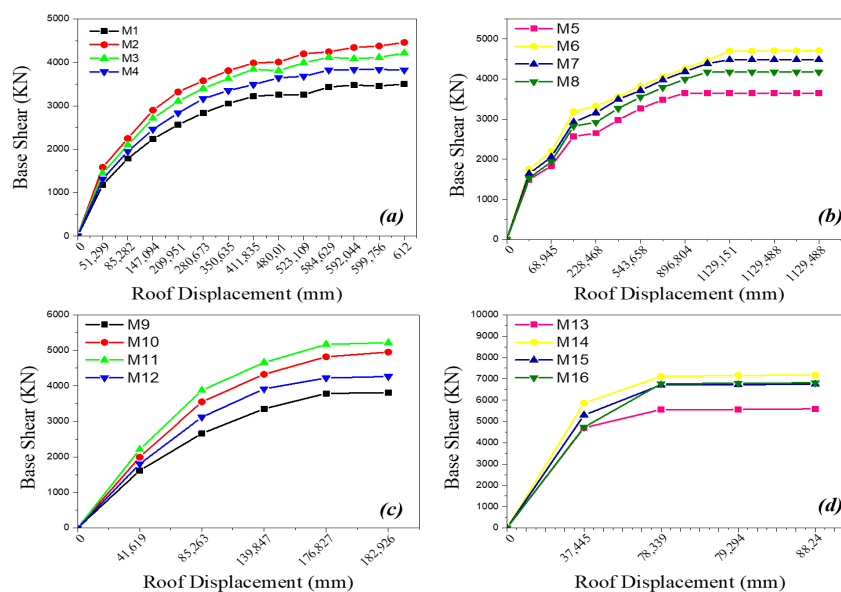 M1
M2
M3
M4
5000
4000
3000
2000
1000
0
Base Shear (KN)
(a)
0
51,299
85,282
147,094
209,951
280,673
350,635
411,835
480,01
523,109
584,629
592,044
599,756
612
Roof Displacement (mm)
M5
M6
M7
M8
5000
4000
3000
2000
1000
0
Base Shear (KN)
(b)
0
68,945
228,468
543,658
896,804
1129,151
1129,488
1129,488
Roof Displacement (mm)
M9
M10
M11
M12
6000
5000
4000
3000
2000
1000
0
Base Shear (KN)
(c)
0
41,619
85,263
139,847
176,827
182,926
Roof Displacement (mm)
M13
M14
M15
M16
10000
9000
8000
7000
6000
5000
4000
3000
2000
1000
0
Base Shear (KN)
(d)
0
37,445
78,339
79,294
88,24
Roof Displacement (mm)